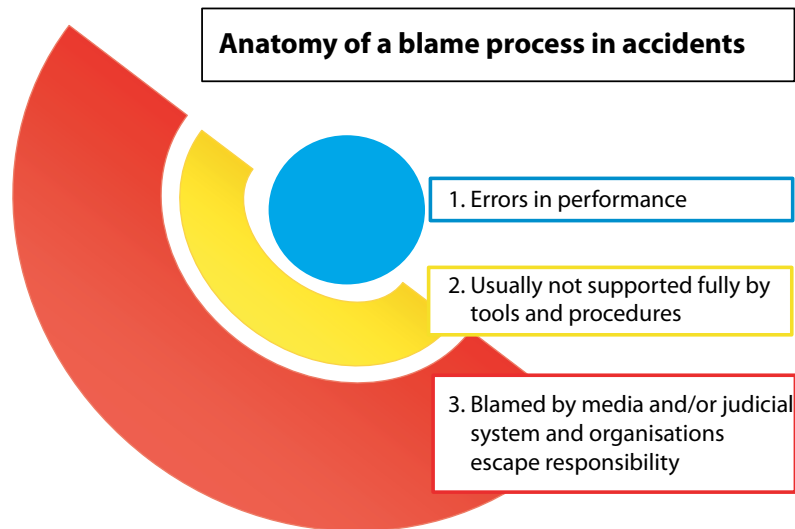 Anatomy of a blame process in accidents
1. Errors in performance
2. Usually not supported fully by
tools and procedures
3. Blamed by media and/or judicial
system and organisations
escape responsibility